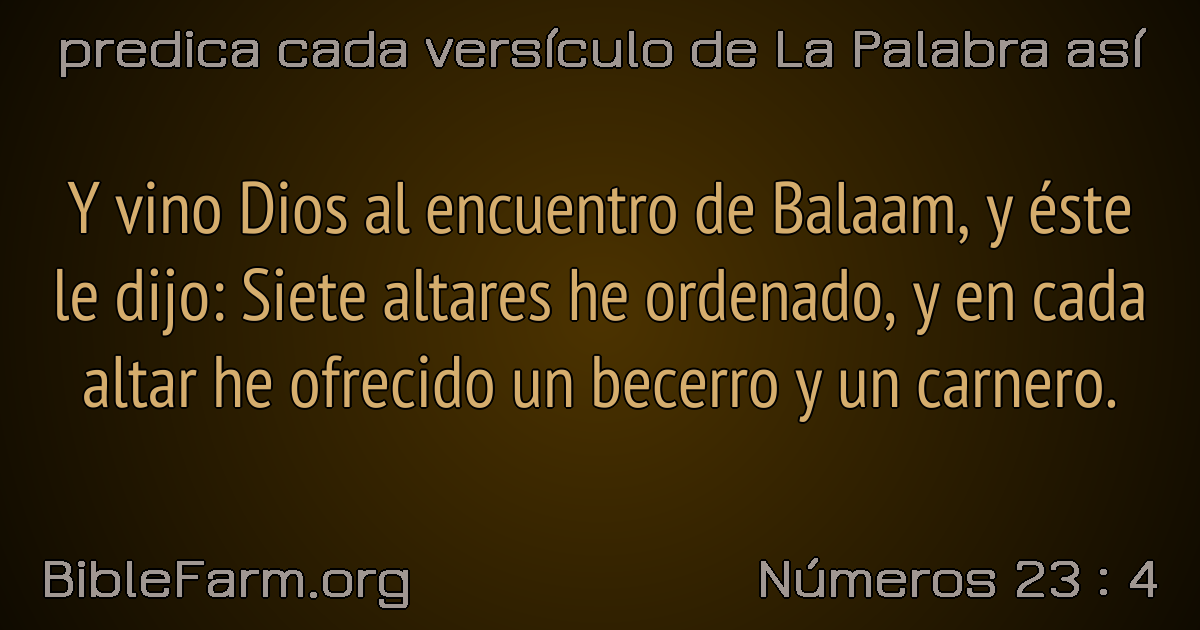 predica cada versículo de La Palabra así
Y vino Dios al encuentro de Balaam, y éste
le dijo: Siete altares he ordenado, y en cada
altar he ofrecido un becerro y un carnero.
BibleFarm.org
Números 23 : 4